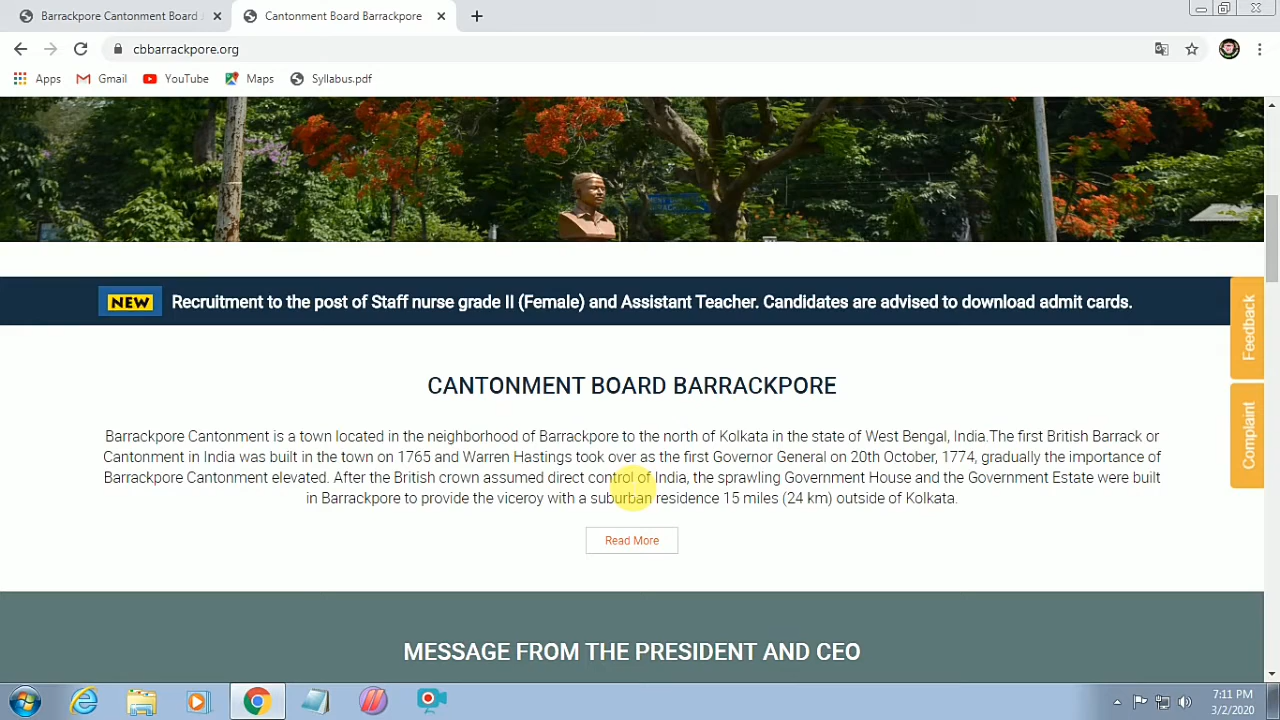 Barrackpore Cantonment Board
Cantonment Board Barrackpore
cbbarrackpore.org
Apps Gmail YouTube Maps Syllabus.pdf
NEW Recruitment to the post of Staff nurse grade II (Female) and Assistant Teacher. Candidates are advised to download admit cards.
Feedback
Complaint
CANTONMENT BOARD BARRACKPORE
Barrackpore Cantonment is a town located in the neighborhood of Barrackpore to the north of Kolkata in the state of West Bengal, India.The first British Barrack or
Cantonment in India was built in the town on 1765 and Warren Hastings took over as the first Governor General on 20th October, 1774, gradually the importance of
Barrackpore Cantonment elevated. After the British crown assumed direct control of India, the sprawling Government House and the Government Estate were built
in Barrackpore to provide the viceroy with a suburban residence 15 miles (24 km) outside of Kolkata.
Read More
MESSAGE FROM THE PRESIDENT AND CEO
7:11 PM
3/2/2020